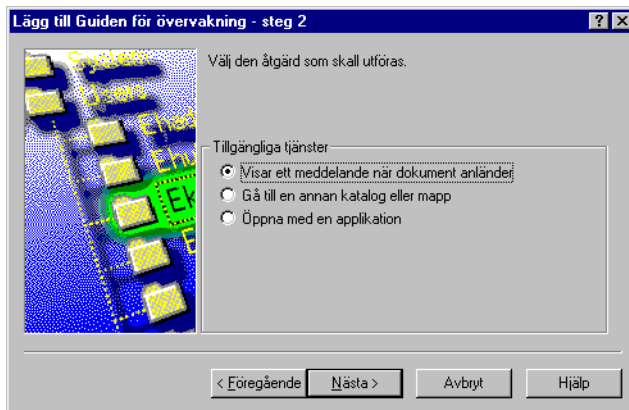 Lägg till Guiden för övervakning - steg 2
Välj den åtgärd som skall utföras.
Tillgängliga tjänster
Visar ett meddelande när dokument anländer
Gå till en annan katalog eller mapp
Öppna med en applikation
Ek
< Föregående
Nästa >
Avbryt
Hjälp